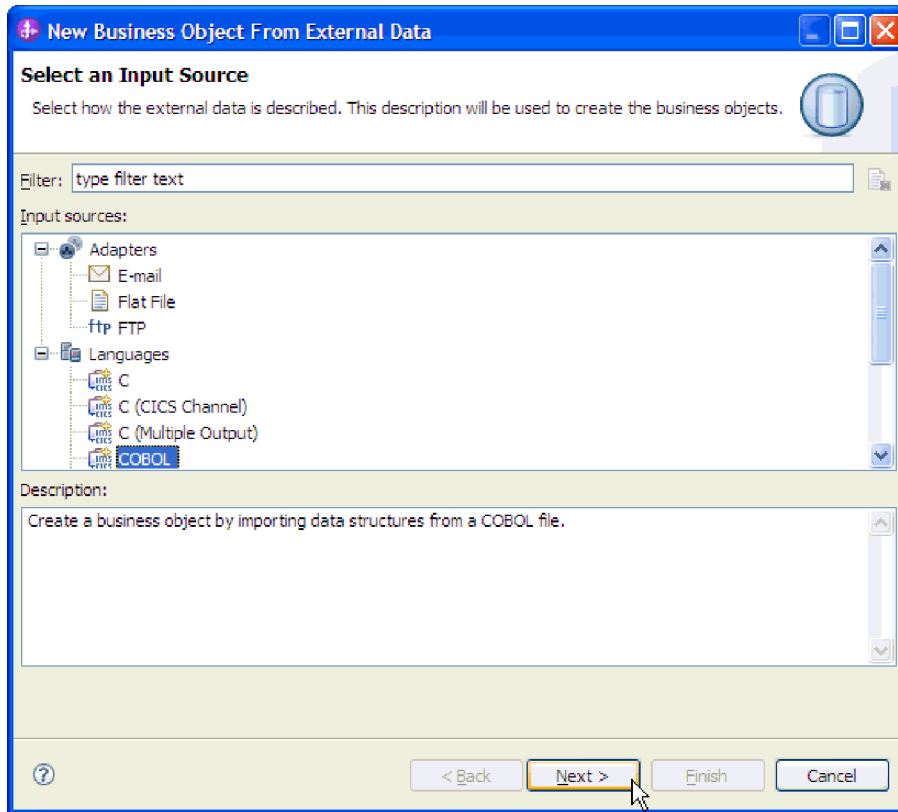 New Business Object From External Data
Select an Input Source
Select how the external data is described. This description will be used to create the business objects.
Filter: type filter text
Input sources:
Adapters
E-mail
Flat File
ftp FTP
Languages
C
C (CICS Channel)
C (Multiple Output)
COBOL
Description:
Create a business object by importing data structures from a COBOL file.
? < Back Next > Finish Cancel